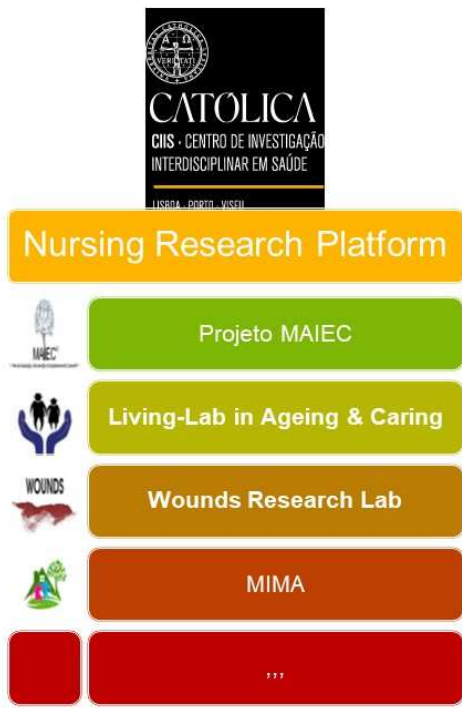 CATÓLICA
CIIS · CENTRO DE INVESTIGAÇÃO
INTERDISCIPLINAR EM SAÚDE
LISBOA · PORTO · VISEU
Nursing Research Platform
MAIEC
Projeto MAIEC
Living-Lab in Ageing & Caring
WOUNDS
Wounds Research Lab
MIMA
,,,